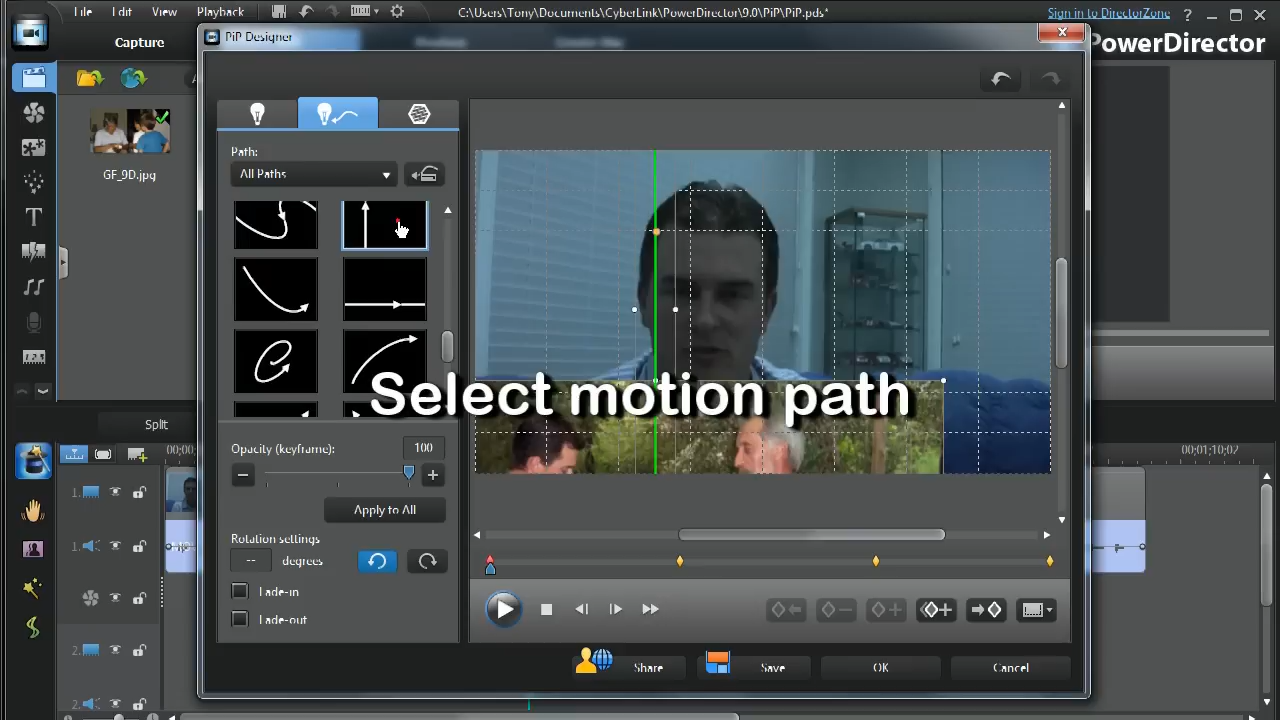 File Edit View Playback
C:\Users\Tony\Documents\CyberLink\PowerDirector\9.0\PiP\PiP.pds*
Sign in to DirectorZone
?
Capture
PowerDirector
PiP Designer
GF_9D.jpg
Path:
All Paths
Select motion path
Opacity (keyframe): 100
Apply to All
Rotation settings
-- degrees
Fade-in
Fade-out
Split
00;00;
00;01;10;02
1.
1.
2.
2.
Share Save OK Cancel